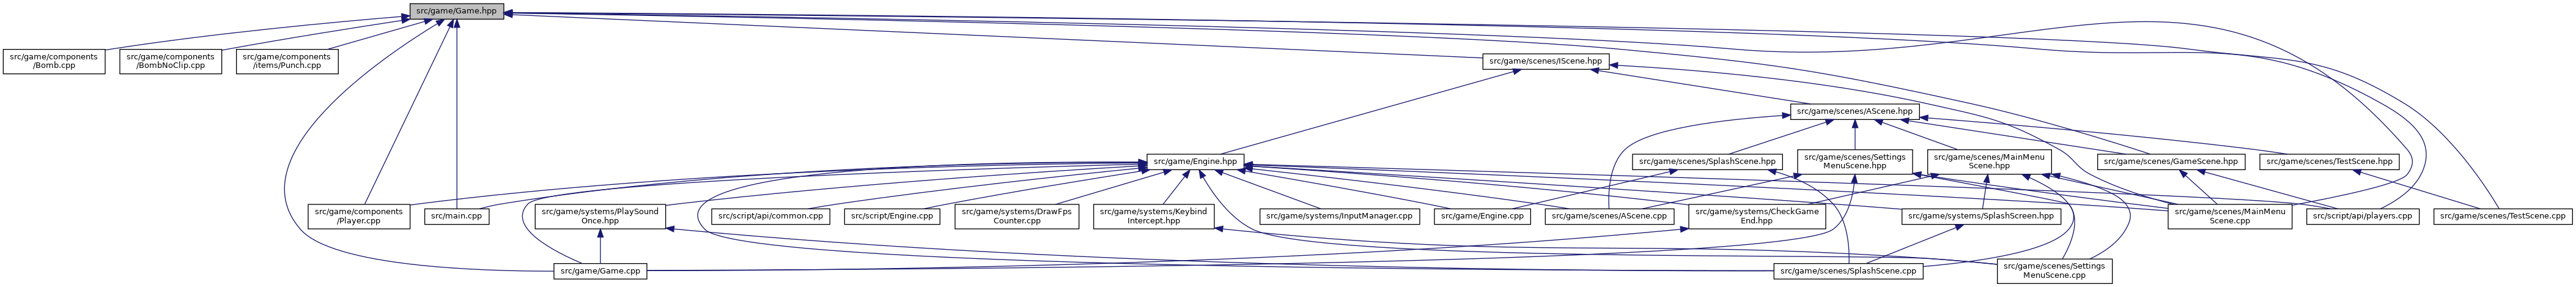 src/game/Game.hpp
src/game/components
/Bomb.cpp
src/game/components
/BombNoClip.cpp
src/game/components
/items/Punch.cpp
src/game/scenes/IScene.hpp
src/game/scenes/AScene.hpp
src/game/Engine.hpp
src/game/scenes/SplashScene.hpp
src/game/scenes/Settings
MenuScene.hpp
src/game/scenes/MainMenu
Scene.hpp
src/game/scenes/GameScene.hpp
src/game/scenes/TestScene.hpp
src/game/components
/Player.cpp
src/main.cpp
src/game/systems/PlaySound
Once.hpp
src/script/api/common.cpp
src/script/Engine.cpp
src/game/systems/DrawFps
Counter.cpp
src/game/systems/Keybind
Intercept.hpp
src/game/systems/InputManager.cpp
src/game/Engine.cpp
src/game/scenes/AScene.cpp
src/game/systems/CheckGame
End.hpp
src/game/systems/SplashScreen.hpp
src/game/scenes/MainMenu
Scene.cpp
src/script/api/players.cpp
src/game/scenes/TestScene.cpp
src/game/Game.cpp
src/game/scenes/SplashScene.cpp
src/game/scenes/Settings
MenuScene.cpp